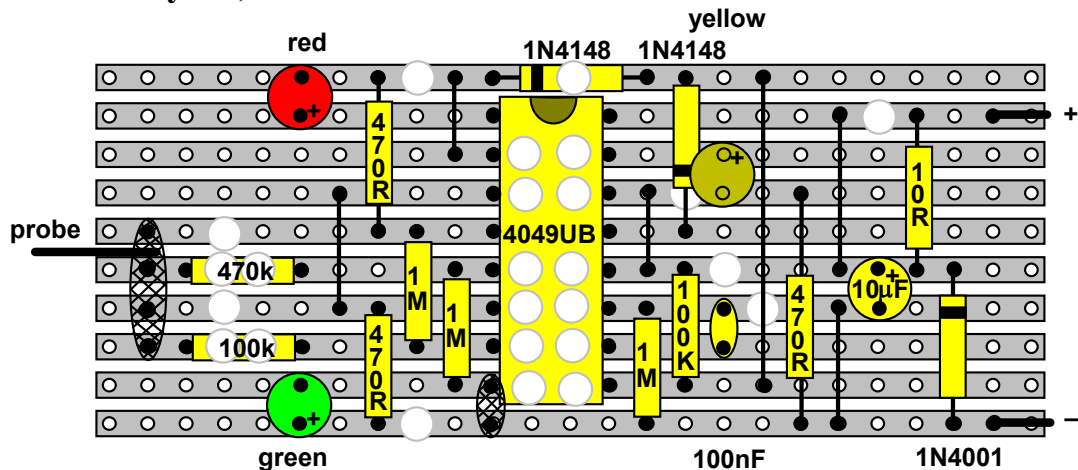 yellow
red
1N4148
1N4148
+
+
470R
+
10R
probe
4049UB
470k
1M
1M
100K
470R
10µF
+
100k
470R
1M
+
–
green
100nF
1N4001